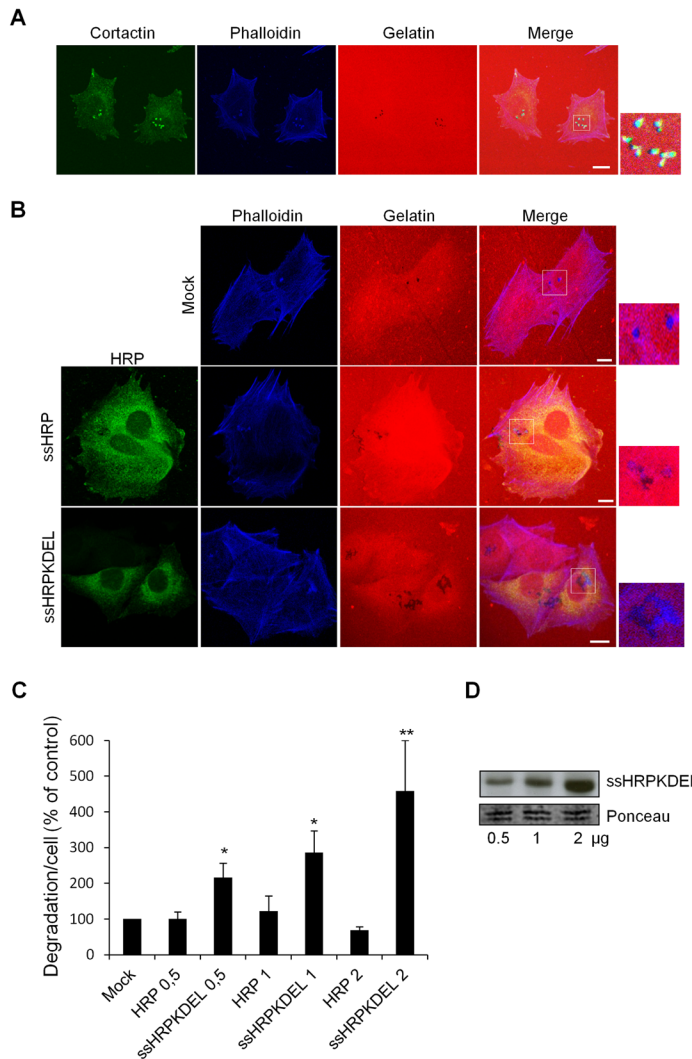 A
Cortactin Phalloidin Gelatin Merge
B
Phalloidin Gelatin Merge
Mock
HRP
ssHRP
ssHRPKDEL
C
Degradation/cell (% of control)
600
500
400
300
200
100
0
* * **
Mock HRP 0,5 ssHRPKDEL 0,5 HRP 1 ssHRPKDEL 1 HRP 2 ssHRPKDEL 2
D
ssHRPKDEL
Ponceau
0.5 1 2 µg